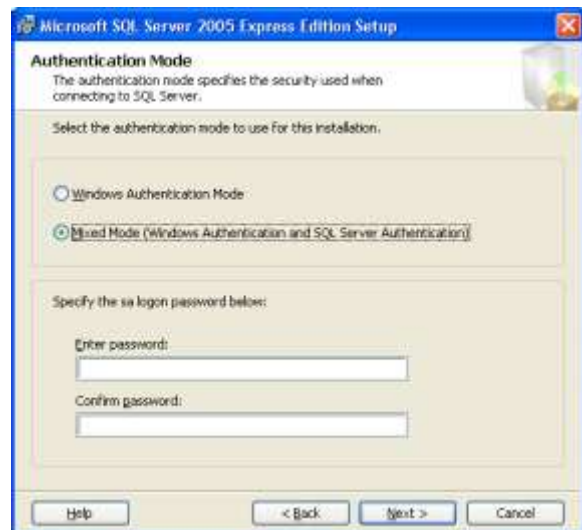 Microsoft SQL Server 2005 Express Edition Setup
Authentication Mode
The authentication mode specifies the security used when
connecting to SQL Server.
Select the authentication mode to use for this installation.
Windows Authentication Mode
Mixed Mode (Windows Authentication and SQL Server Authentication)
Specify the sa logon password below:
Enter password:
Confirm password:
Help
< Back
Next >
Cancel